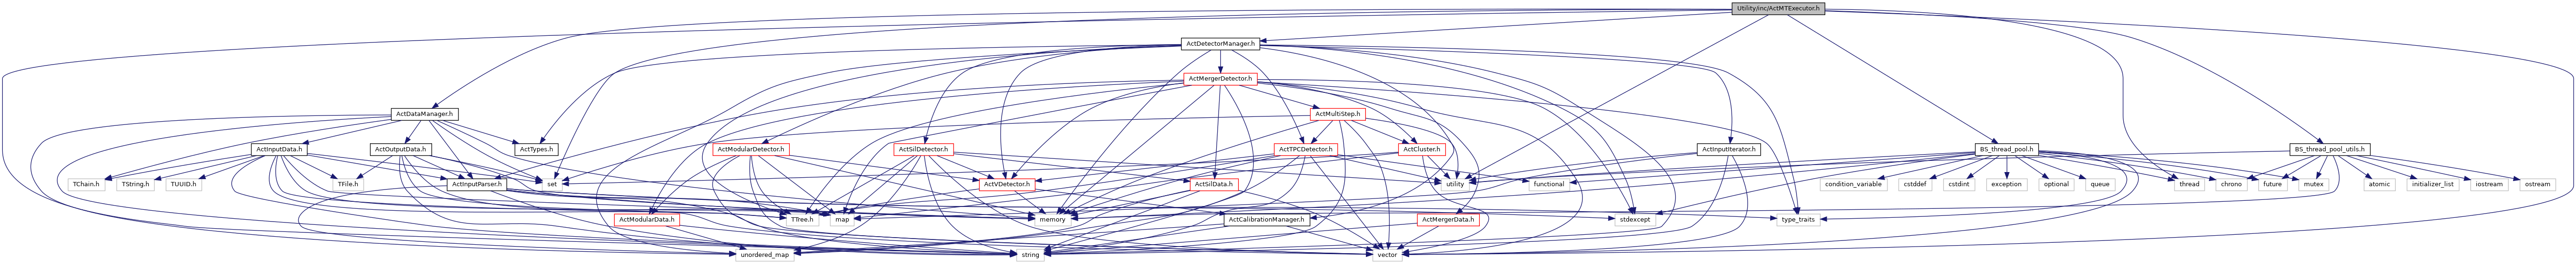 Utility/inc/ActMTExecutor.h
ActDetectorManager.h
ActMergerDetector.h
ActDataManager.h
ActMultiStep.h
ActInputData.h
ActOutputData.h
ActTypes.h
ActModularDetector.h
ActSilDetector.h
ActTPCDetector.h
ActCluster.h
ActInputIterator.h
BS_thread_pool.h
BS_thread_pool_utils.h
TChain.h
TString.h
TUUID.h
TFile.h
ActInputParser.h
set
ActVDetector.h
ActSilData.h
utility
functional
condition_variable
cstddef
cstdint
exception
optional
queue
thread
chrono
future
mutex
atomic
initializer_list
iostream
ostream
ActModularData.h
TTree.h
map
memory
ActCalibrationManager.h
ActMergerData.h
stdexcept
type_traits
unordered_map
string
vector